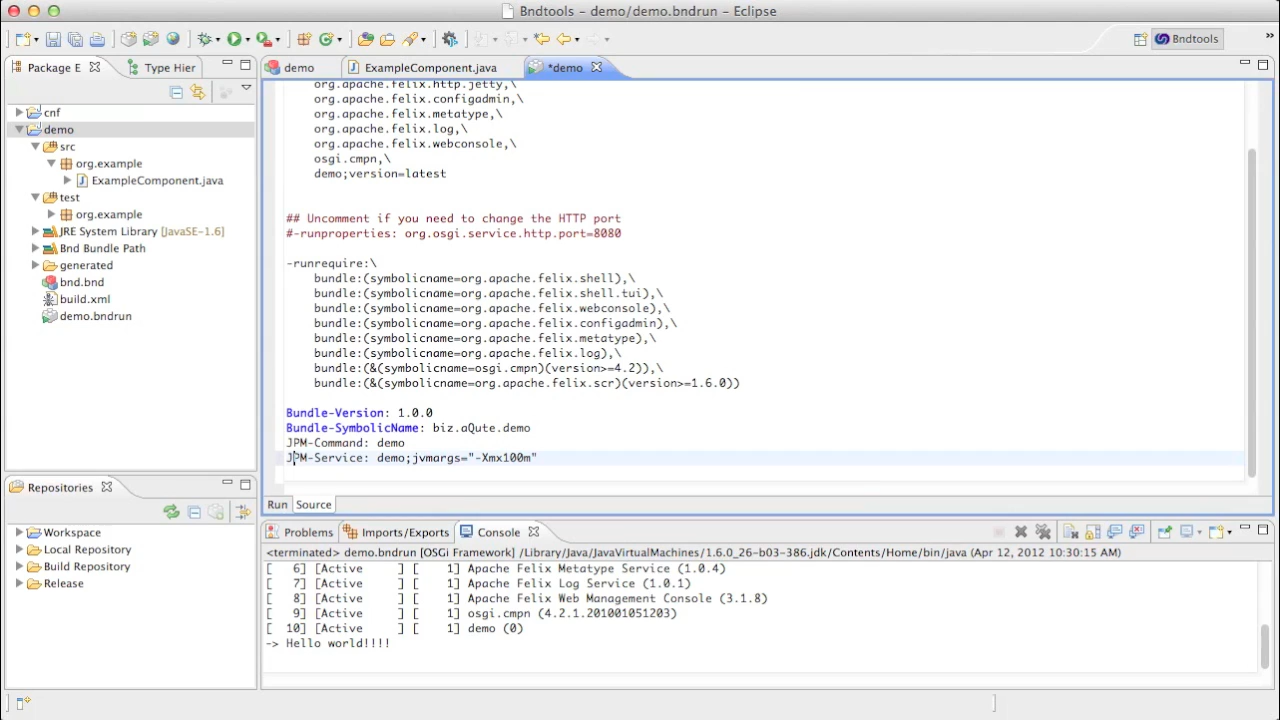 Bndtools - demo/demo.bndrun - Eclipse
Bndtools
Package E
Type Hier
demo
ExampleComponent.java
*demo
cnf
demo
src
org.example
ExampleComponent.java
test
org.example
JRE System Library [JavaSE-1.6]
Bnd Bundle Path
generated
bnd.bnd
build.xml
demo.bndrun
org.apache.felix.http.jetty,\
org.apache.felix.configadmin,\
org.apache.felix.metatype,\
org.apache.felix.log,\
org.apache.felix.webconsole,\
osgi.cmpn,\
demo;version=latest
## Uncomment if you need to change the HTTP port
#-runproperties: org.osgi.service.http.port=8080
-runrequire:\
bundle:(symbolicname=org.apache.felix.shell),\
bundle:(symbolicname=org.apache.felix.shell.tui),\
bundle:(symbolicname=org.apache.felix.webconsole),\
bundle:(symbolicname=org.apache.felix.configadmin),\
bundle:(symbolicname=org.apache.felix.metatype),\
bundle:(symbolicname=org.apache.felix.log),\
bundle:(&(symbolicname=osgi.cmpn)(version>=4.2)),\
bundle:(&(symbolicname=org.apache.felix.scr)(version>=1.6.0))
Bundle-Version: 1.0.0
Bundle-SymbolicName: biz.aQute.demo
JPM-Command: demo
JPM-Service: demo;jvmargs="-Xmx100m"
Run
Source
Repositories
Workspace
Local Repository
Build Repository
Release
Problems
Imports/Exports
Console
<terminated> demo.bndrun [OSGi Framework] /Library/Java/JavaVirtualMachines/1.6.0_26-b03-386.jdk/Contents/Home/bin/java (Apr 12, 2012 10:30:15 AM)
[ 6] [Active ] [ 1] Apache Felix Metatype Service (1.0.4)
[ 7] [Active ] [ 1] Apache Felix Log Service (1.0.1)
[ 8] [Active ] [ 1] Apache Felix Web Management Console (3.1.8)
[ 9] [Active ] [ 1] osgi.cmpn (4.2.1.201001051203)
[ 10] [Active ] [ 1] demo (0)
-> Hello world!!!!